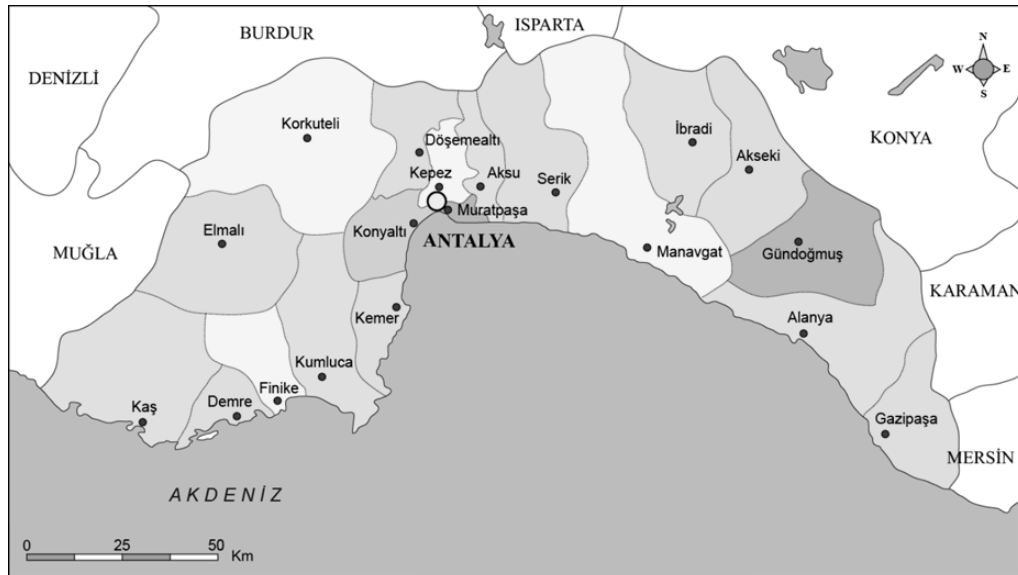 BURDUR
ISPARTA
DENİZLİ
N
W E
S
Korkuteli
Döşemealtı
İbradi
KONYA
Kepez
Aksu
Serik
Akseki
Muratpaşa
Elmalı
Konyaltı
ANTALYA
MUĞLA
Manavgat
Gündoğmuş
KARAMAN
Kemer
Alanya
Kumluca
Finike
Demre
Kaş
Gazipaşa
MERSİN
AKDENİZ
0 25 50
Km